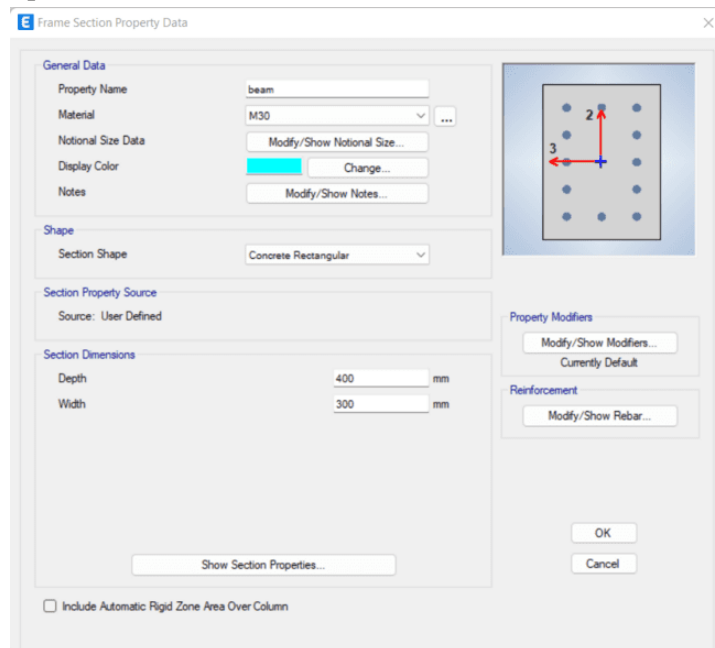 E Frame Section Property Data
General Data
Property Name beam
Material M30 ...
Notional Size Data Modify/Show Notional Size...
Display Color Change...
Notes Modify/Show Notes...
2
3
Shape
Section Shape Concrete Rectangular
Section Property Source
Source: User Defined
Property Modifiers
Modify/Show Modifiers...
Currently Default
Section Dimensions
Depth 400 mm
Width 300 mm
Reinforcement
Modify/Show Rebar...
Show Section Properties...
OK
Cancel
Include Automatic Rigid Zone Area Over Column